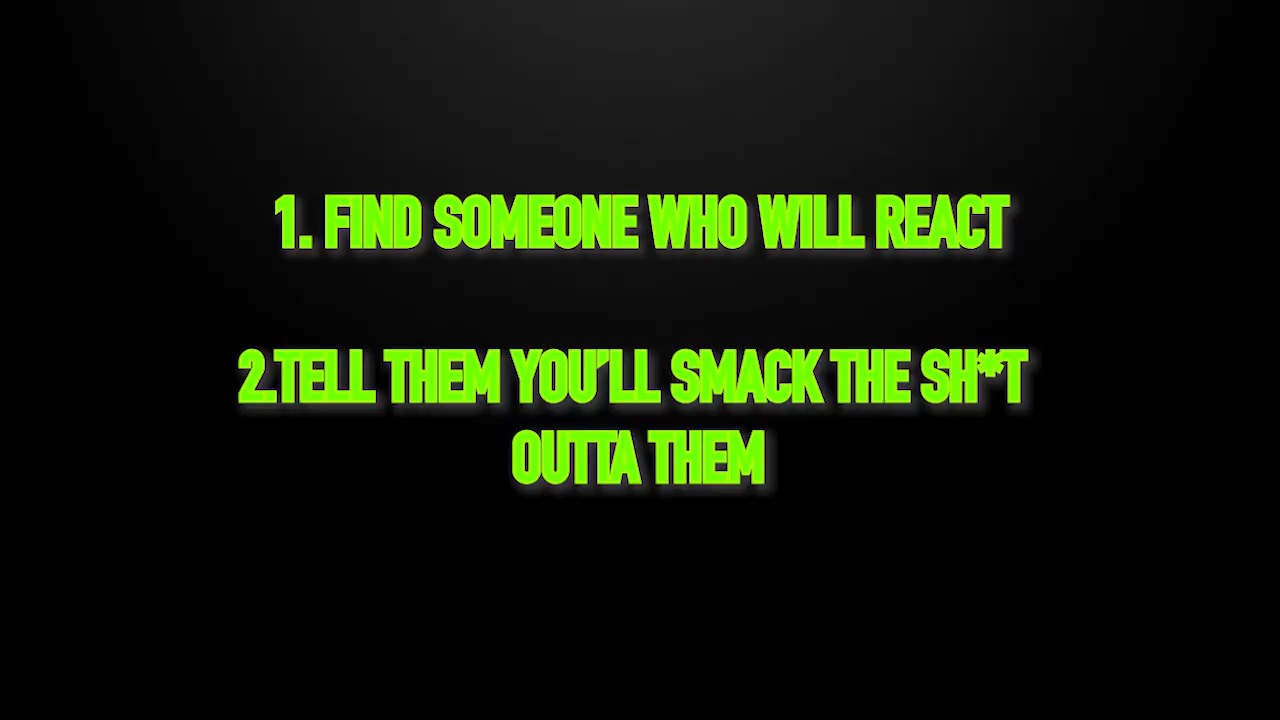 1. FIND SOMEONE WHO WILL REACT
2.TELL THEM YOU'LL SMACK THE SH*T
OUTTA THEM